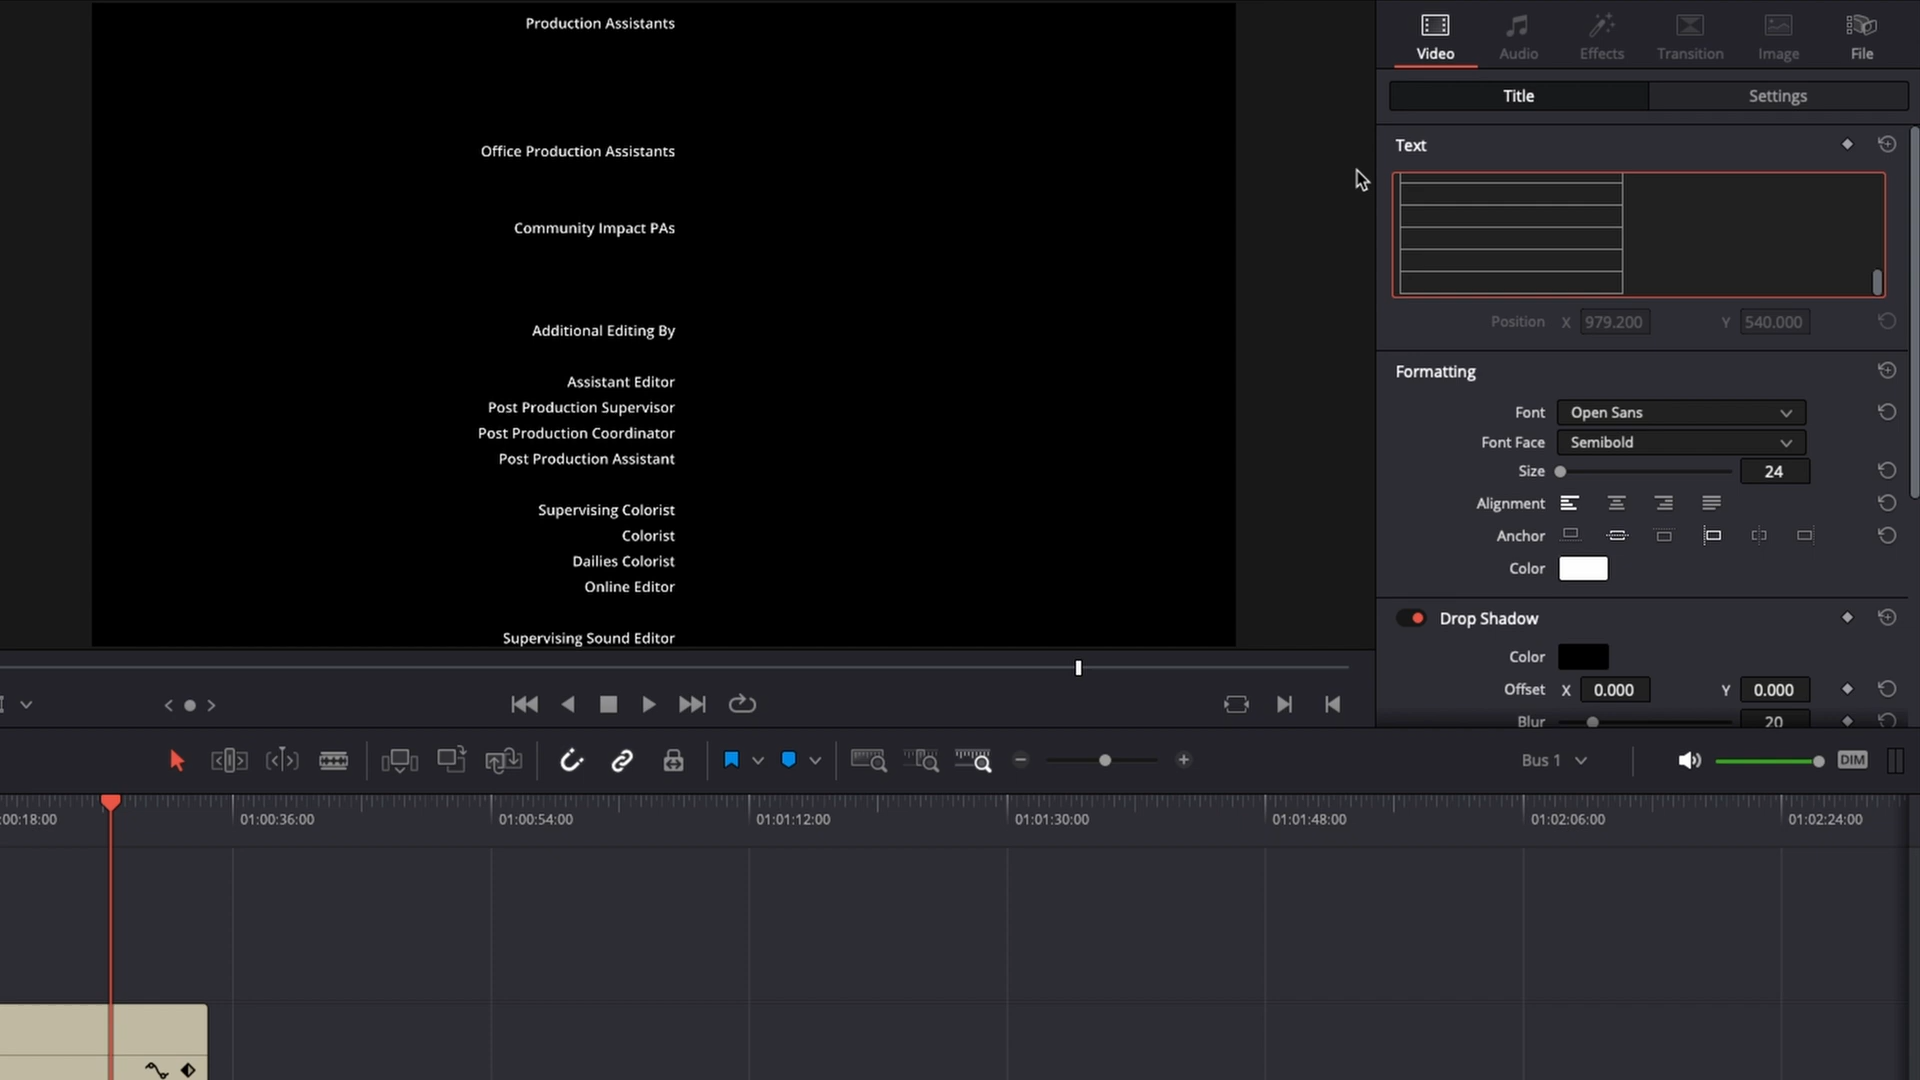 Production Assistants
Office Production Assistants
Community Impact PAs
Additional Editing By
Assistant Editor
Post Production Supervisor
Post Production Coordinator
Post Production Assistant
Supervising Colorist
Colorist
Dailies Colorist
Online Editor
Supervising Sound Editor
Video Audio Effects Transition Image File
Title Settings
Text
Position X 979.200 Y 540.000
Formatting
Font Open Sans
Font Face Semibold
Size 24
Alignment
Anchor
Color
Drop Shadow
Color
Offset X 0.000 Y 0.000
Blur 20
Bus 1 DIM
00:18:00 01:00:36:00 01:00:54:00 01:01:12:00 01:01:30:00 01:01:48:00 01:02:06:00 01:02:24:00